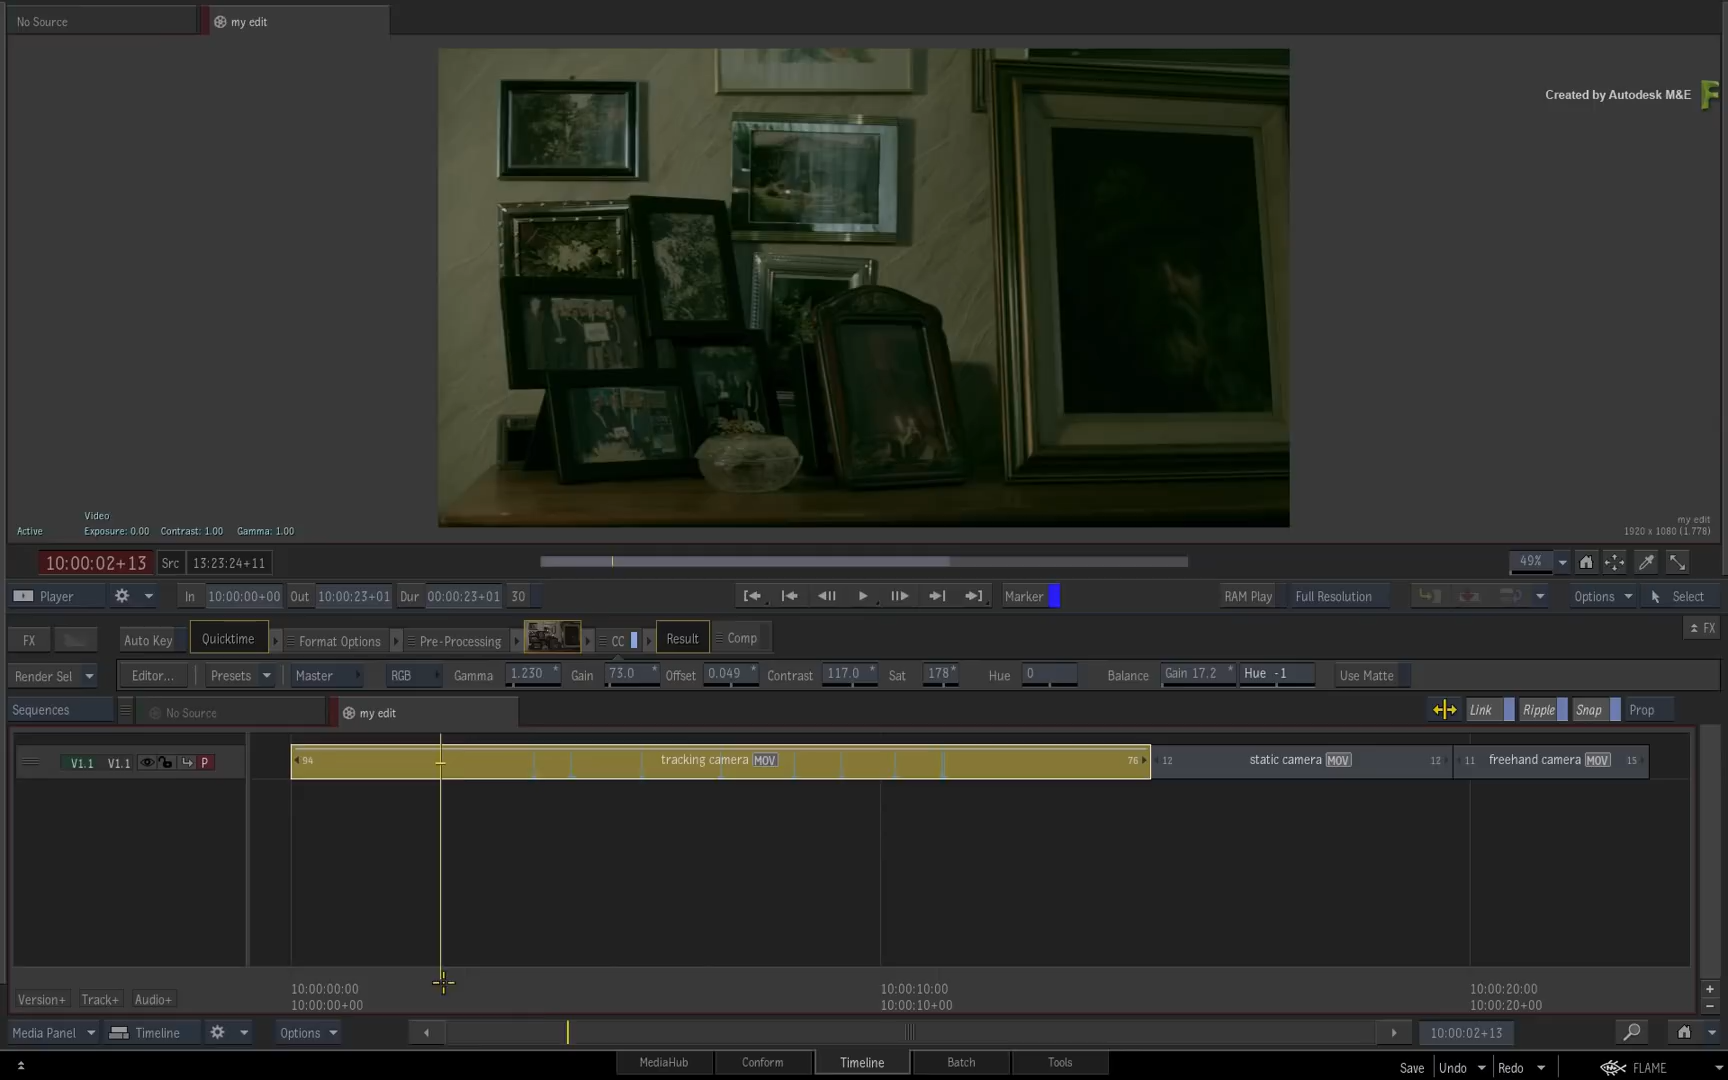 No Source
my edit
Created by Autodesk M&E
Video
Active Exposure: 0.00 Contrast: 1.00 Gamma: 1.00
my edit
1920 x 1080 (1.778)
10:00:02+13 Src 13:23:24+11 49%
Player In 10:00:00+00 Out 10:00:23+01 Dur 00:00:23+01 30 Marker RAM Play Full Resolution Options Select
FX Auto Key Quicktime Format Options Pre-Processing CC Result Comp FX
Render Sel Editor... Presets Master RGB Gamma 1.230 * Gain 73.0 * Offset 0.049 * Contrast 117.0 * Sat 178 * Hue 0 Balance Gain 17.2 * Hue -1 Use Matte
Sequences No Source my edit Link Ripple Snap Prop
V1.1 V1.1 P 94 tracking camera MOV 76 12 static camera MOV 12 11 freehand camera MOV 15
10:00:00:00 10:00:10:00 10:00:20:00
Version+ Track+ Audio+ 10:00:00+00 10:00:10+00 10:00:20+00
Media Panel Timeline Options 10:00:02+13
MediaHub Conform Timeline Batch Tools
Save Undo Redo FLAME